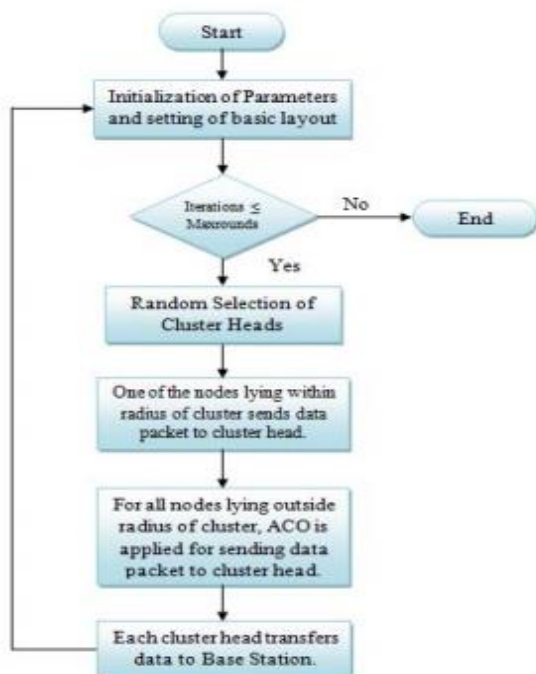 Start
Initialization of Parameters
and setting of basic layout
Iterations ≤
Maxrounds
No
End
Yes
Random Selection of
Cluster Heads
One of the nodes lying within
radius of cluster sends data
packet to cluster head.
For all nodes lying outside
radius of cluster, ACO is
applied for sending data
packet to cluster head.
Each cluster head transfers
data to Base Station.